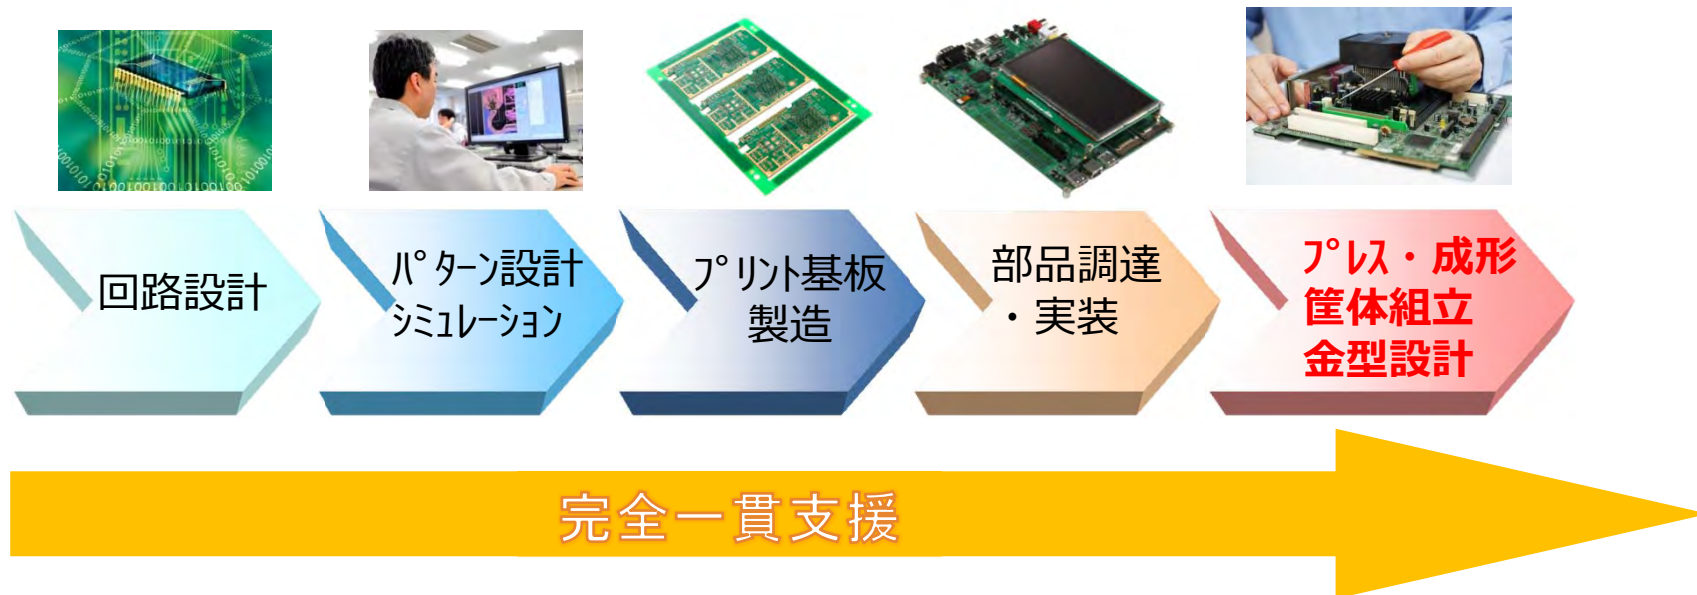 回路設計
ﾊﾟﾀｰﾝ設計
ｼﾐｭﾚｰｼｮﾝ
ﾌﾟﾘﾝﾄ基板
製造
部品調達
・実装
ﾌﾟﾚｽ・成形
筐体組立
金型設計
完全一貫支援